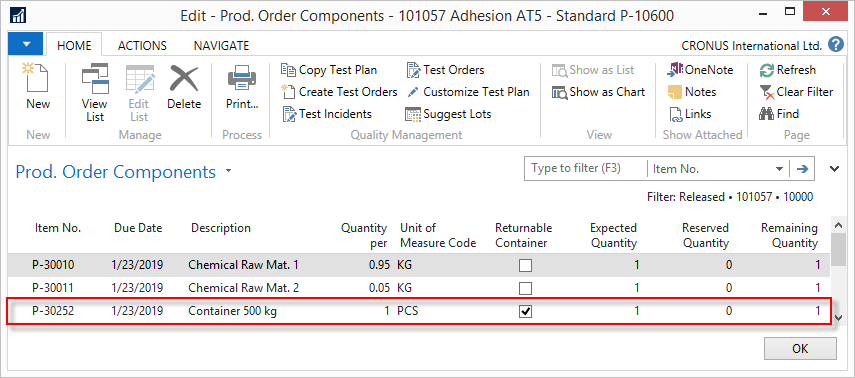 Edit - Prod. Order Components - 101057 Adhesion AT5 - Standard P-10600
HOME ACTIONS NAVIGATE CRONUS International Ltd.
New
View List
Edit List
Delete
Print...
Copy Test Plan
Create Test Orders
Test Incidents
Test Orders
Customize Test Plan
Suggest Lots
Show as List
Show as Chart
OneNote
Notes
Links
Refresh
Clear Filter
Find
New Manage Process Quality Management View Show Attached Page
Prod. Order Components
Type to filter (F3) Item No.
Filter: Released • 101057 • 10000
Item No. Due Date Description Quantity per Unit of Measure Code Returnable Container Expected Quantity Reserved Quantity Remaining Quantity
P-30010 1/23/2019 Chemical Raw Mat. 1 0.95 KG 1 0 1
P-30011 1/23/2019 Chemical Raw Mat. 2 0.05 KG 1 0 1
P-30252 1/23/2019 Container 500 kg 1 PCS 1 0 1
OK